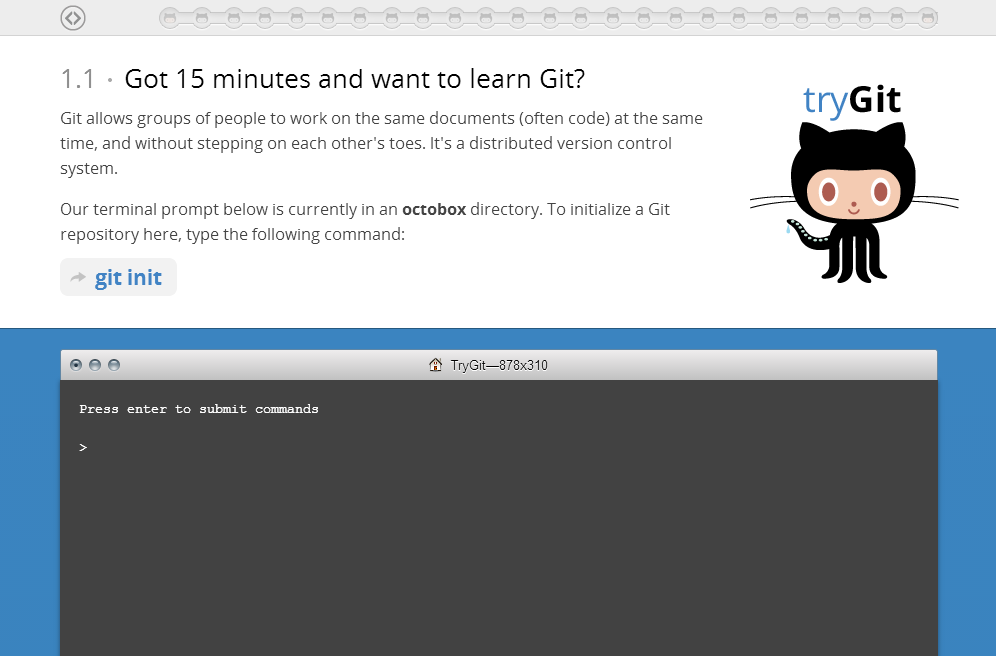 1.1 · Got 15 minutes and want to learn Git?
tryGit
Git allows groups of people to work on the same documents (often code) at the same
time, and without stepping on each other's toes. It's a distributed version control
system.
Our terminal prompt below is currently in an octobox directory. To initialize a Git
repository here, type the following command:
git init
TryGit—878x310
Press enter to submit commands
>